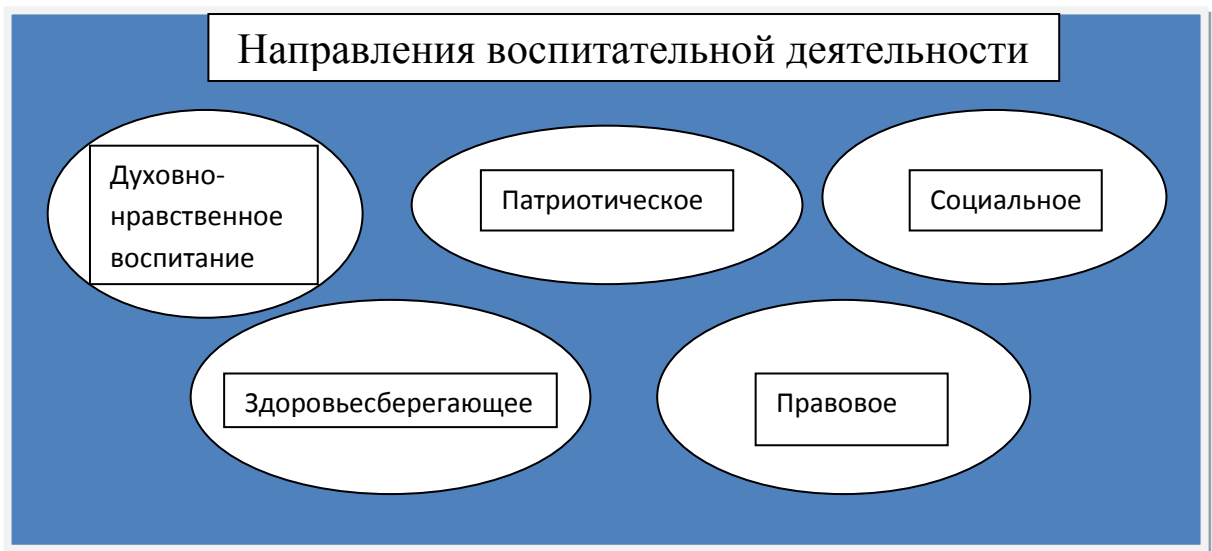 Направления воспитательной деятельности
Духовно-
нравственное
воспитание
Патриотическое
Социальное
Здоровьесберегающее
Правовое